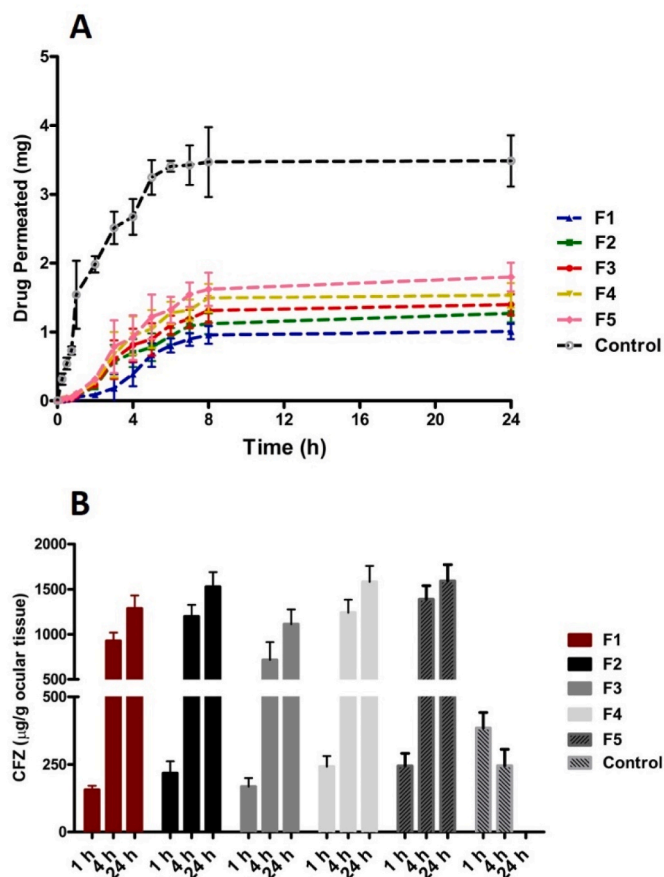 A
5
4
3
2
1
0
Drug Permeated (mg)
0 4 8 12 16 20 24
Time (h)
F1
F2
F3
F4
F5
Control
B
2000
1500
1000
500
500
250
0
CFZ (µg/g ocular tissue)
1 h 4 h 24 h 1 h 4 h 24 h 1 h 4 h 24 h 1 h 4 h 24 h 1 h 4 h 24 h 1 h 4 h 24 h
F1
F2
F3
F4
F5
Control